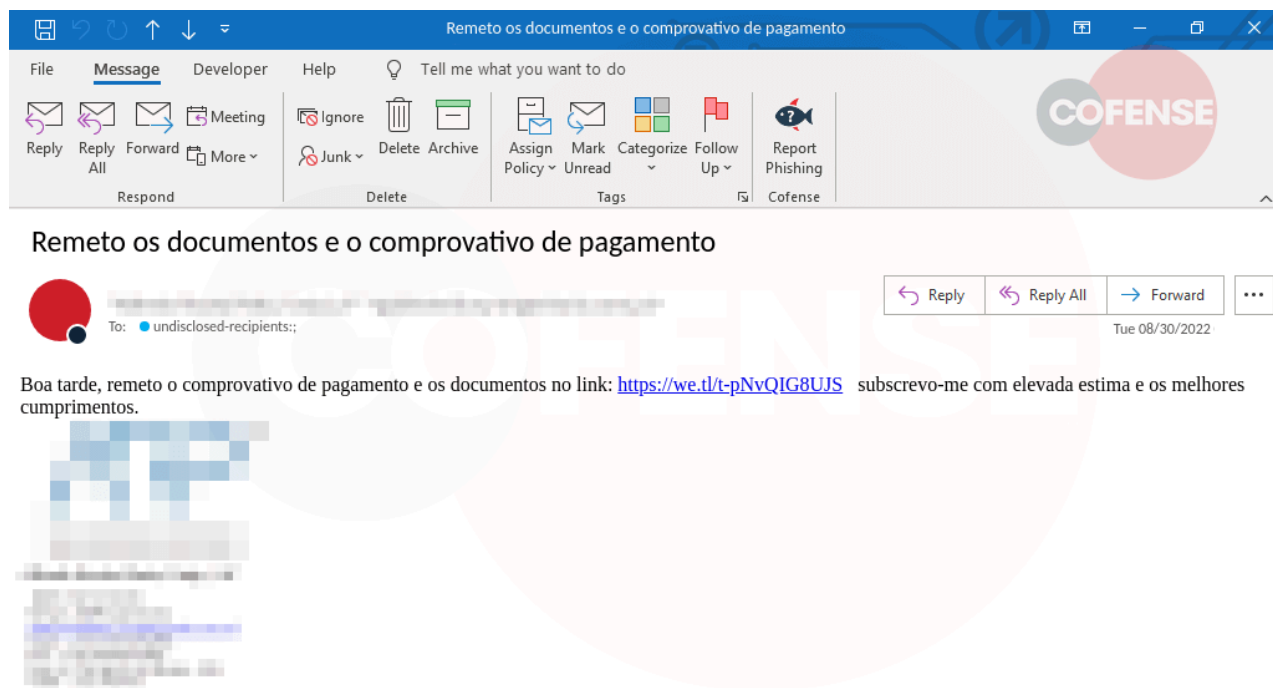 Remeto os documentos e o comprovativo de pagamento
File Message Developer Help Tell me what you want to do
COFENSE
Reply Reply All Forward Meeting More
Ignore Junk Delete Archive
Assign Policy Mark Unread Categorize Follow Up
Report Phishing
Respond Delete Tags Cofense
Remeto os documentos e o comprovativo de pagamento
Reply Reply All Forward ...
To: undisclosed-recipients:;
Tue 08/30/2022
COFENSE
Boa tarde, remeto o comprovativo de pagamento e os documentos no link: https://we.tl/t-pNvQIG8UJS subscrevo-me com elevada estima e os melhores
cumprimentos.